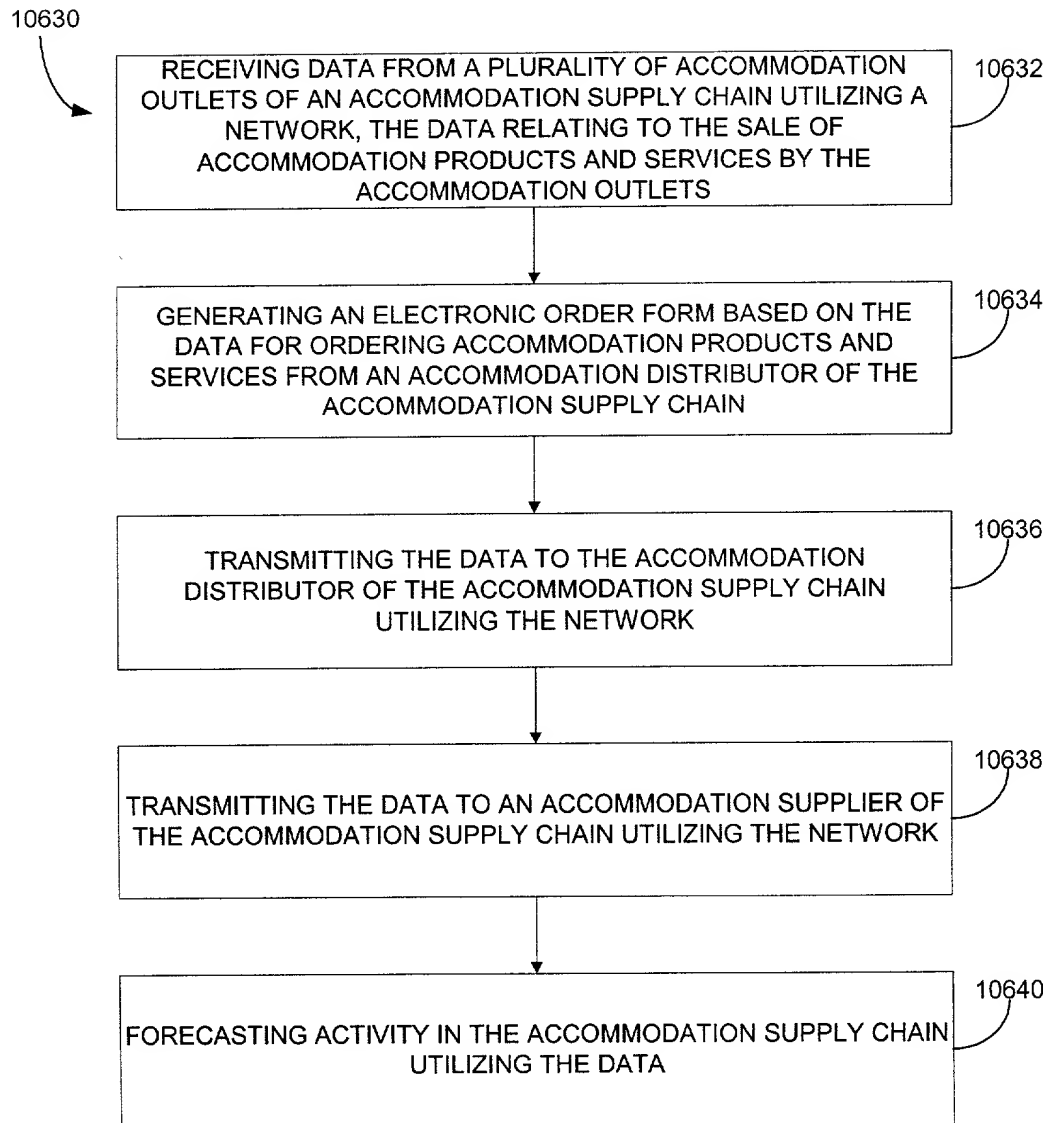 10630
RECEIVING DATA FROM A PLURALITY OF ACCOMMODATION
OUTLETS OF AN ACCOMMODATION SUPPLY CHAIN UTILIZING A
NETWORK, THE DATA RELATING TO THE SALE OF
ACCOMMODATION PRODUCTS AND SERVICES BY THE
ACCOMMODATION OUTLETS
10632
GENERATING AN ELECTRONIC ORDER FORM BASED ON THE
DATA FOR ORDERING ACCOMMODATION PRODUCTS AND
SERVICES FROM AN ACCOMMODATION DISTRIBUTOR OF THE
ACCOMMODATION SUPPLY CHAIN
10634
TRANSMITTING THE DATA TO THE ACCOMMODATION
DISTRIBUTOR OF THE ACCOMMODATION SUPPLY CHAIN
UTILIZING THE NETWORK
10636
TRANSMITTING THE DATA TO AN ACCOMMODATION SUPPLIER OF
THE ACCOMMODATION SUPPLY CHAIN UTILIZING THE NETWORK
10638
FORECASTING ACTIVITY IN THE ACCOMMODATION SUPPLY CHAIN
UTILIZING THE DATA
10640